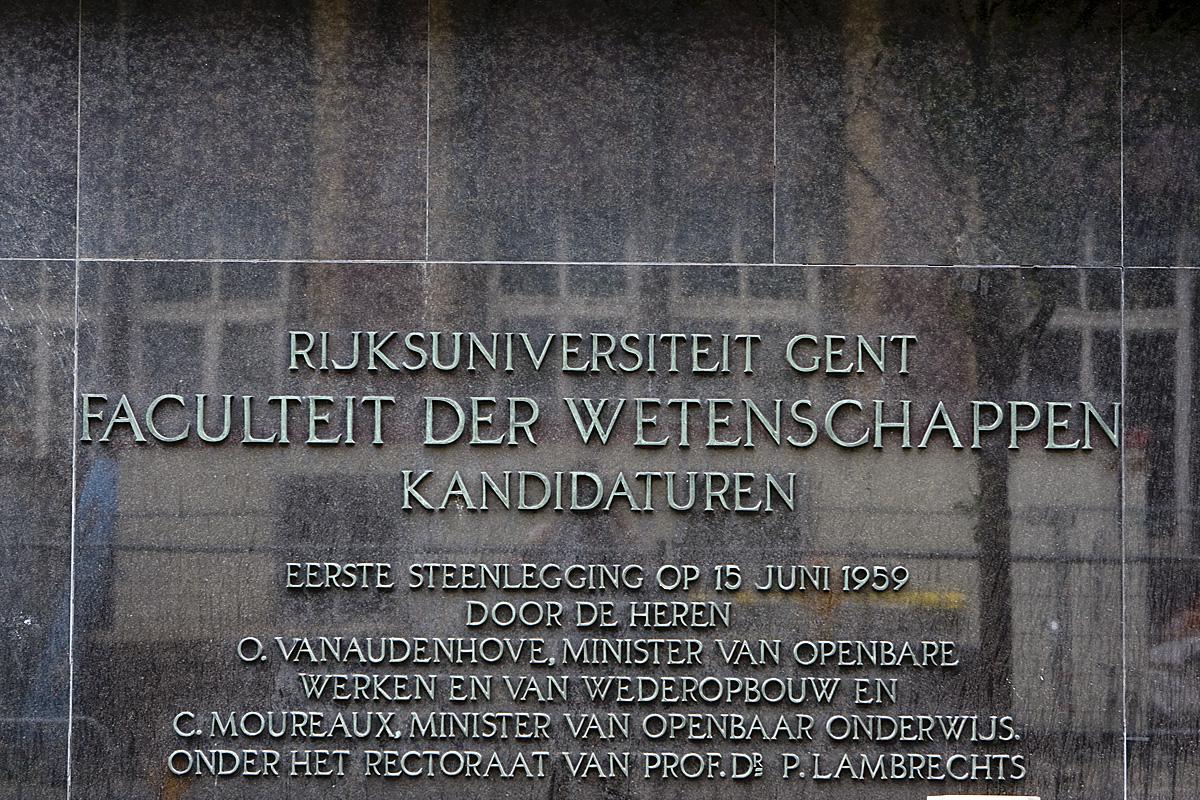 RIJKSUNIVERSITEIT GENT
FACULTEIT DER WETENSCHAPPEN
KANDIDATUREN
EERSTE STEENLEGGING OP 15 JUNI 1959
DOOR DE HEREN
O. VANAUDENHOVE, MINISTER VAN OPENBARE
WERKEN EN VAN WEDEROPBOUW EN
C. MOUREAUX, MINISTER VAN OPENBAAR ONDERWIJS.
ONDER HET RECTORAAT VAN PROF. DR P. LAMBRECHTS